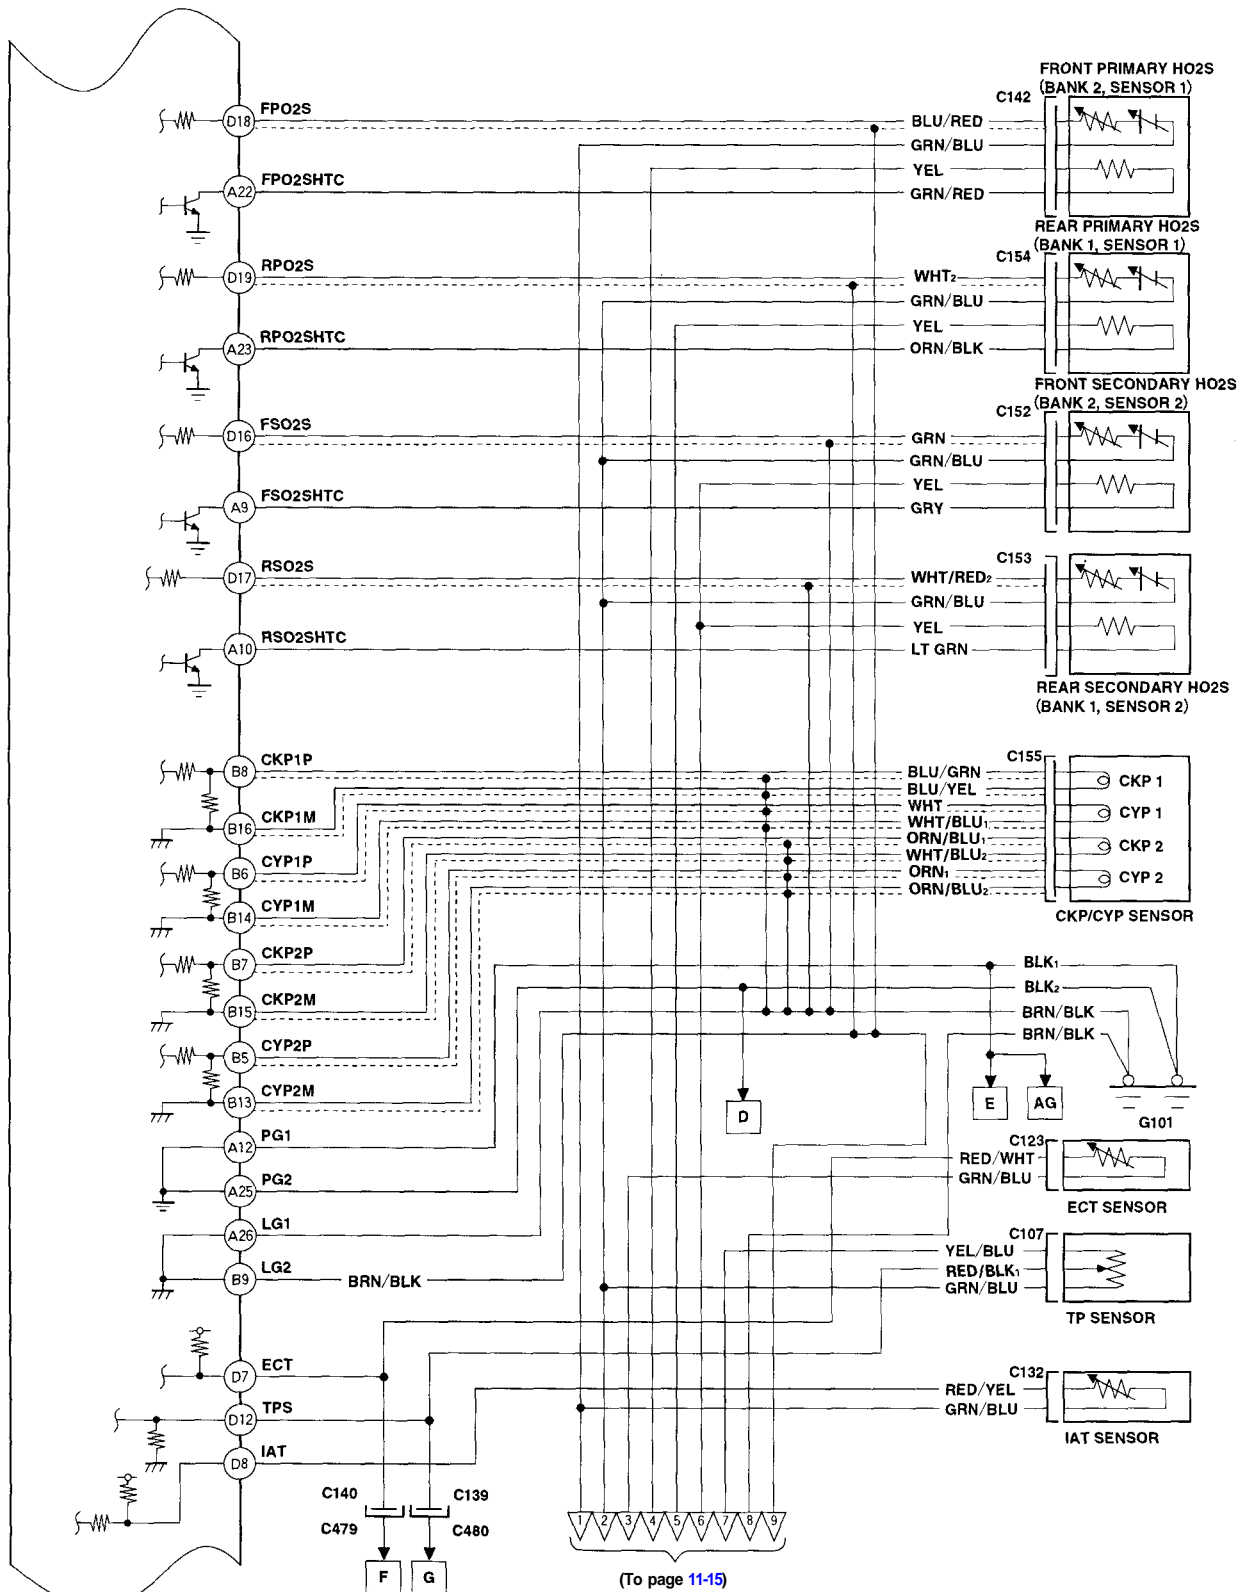 FRONT PRIMARY HO2S
(BANK 2, SENSOR 1)
C142
D18 FPO2S
BLU/RED
GRN/BLU
YEL
A22 FPO2SHTC
GRN/RED
REAR PRIMARY HO2S
(BANK 1, SENSOR 1)
C154
D19 RPO2S
WHT2
GRN/BLU
YEL
A23 RPO2SHTC
ORN/BLK
FRONT SECONDARY HO2S
(BANK 2, SENSOR 2)
C152
D16 FSO2S
GRN
GRN/BLU
YEL
A9 FSO2SHTC
GRY
C153
D17 RSO2S
WHT/RED2
GRN/BLU
YEL
A10 RSO2SHTC
LT GRN
REAR SECONDARY HO2S
(BANK 1, SENSOR 2)
C155
B8 CKP1P
BLU/GRN
CKP 1
BLU/YEL
WHT
CYP 1
WHT/BLU1
B16 CKP1M
ORN/BLU1
CKP 2
WHT/BLU2
B6 CYP1P
ORN1
CYP 2
ORN/BLU2
B14 CYP1M
CKP/CYP SENSOR
B7 CKP2P
BLK1
BLK2
B15 CKP2M
BRN/BLK
BRN/BLK
B5 CYP2P
B13 CYP2M
D
E
AG
G101
A12 PG1
C123
RED/WHT
GRN/BLU
A25 PG2
ECT SENSOR
A26 LG1
C107
YEL/BLU
B9 LG2
BRN/BLK
RED/BLK1
GRN/BLU
TP SENSOR
D7 ECT
C132
RED/YEL
D12 TPS
GRN/BLU
IAT SENSOR
D8 IAT
C140
C139
C479
C480
1 2 3 4 5 6 7 8 9
F
G
(To page 11-15)